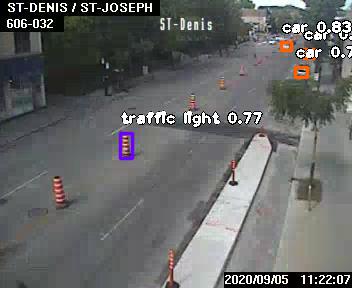 ST-DENIS / ST-JOSEPH
606-032
ST-Denis
car 0.83
car 0.7
traffic light 0.77
2020/09/05 11:22:07